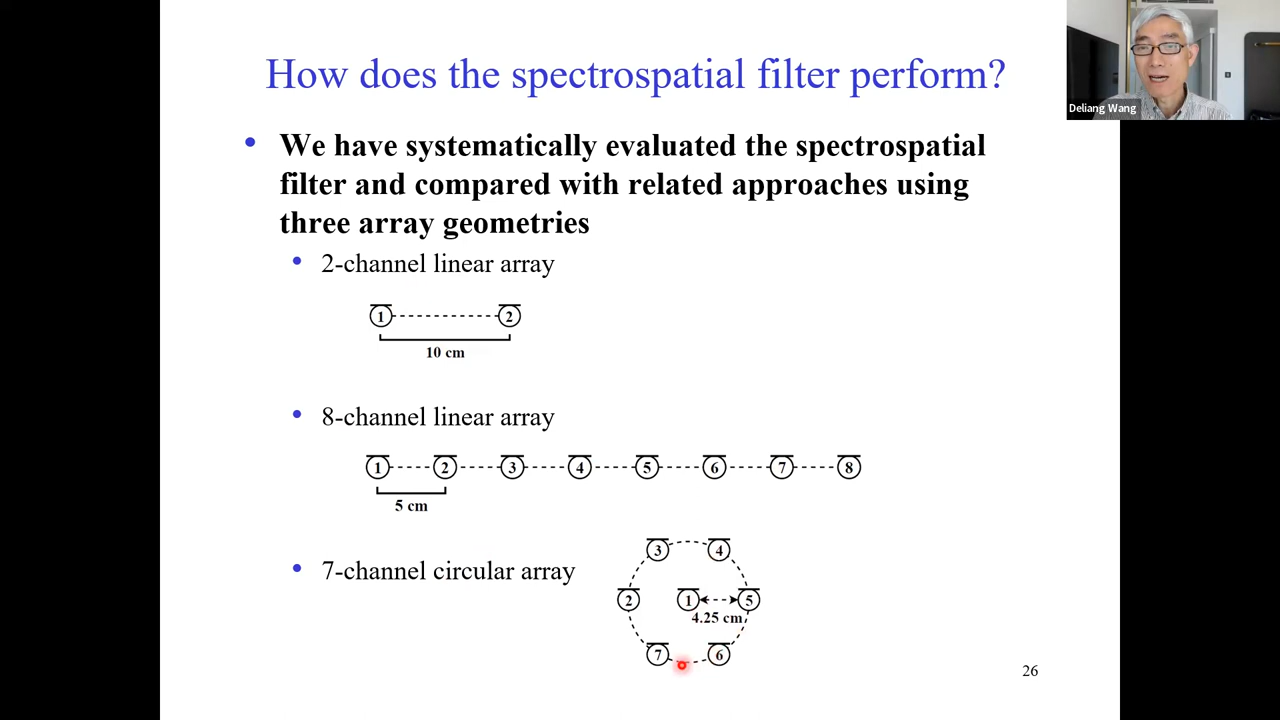 How does the spectrospatial filter perform?
Deliang Wang
• We have systematically evaluated the spectrospatial
filter and compared with related approaches using
three array geometries
• 2-channel linear array
1 2
10 cm
• 8-channel linear array
1 2 3 4 5 6 7 8
5 cm
• 7-channel circular array
3 4
2 1 5
4.25 cm
7 6
26